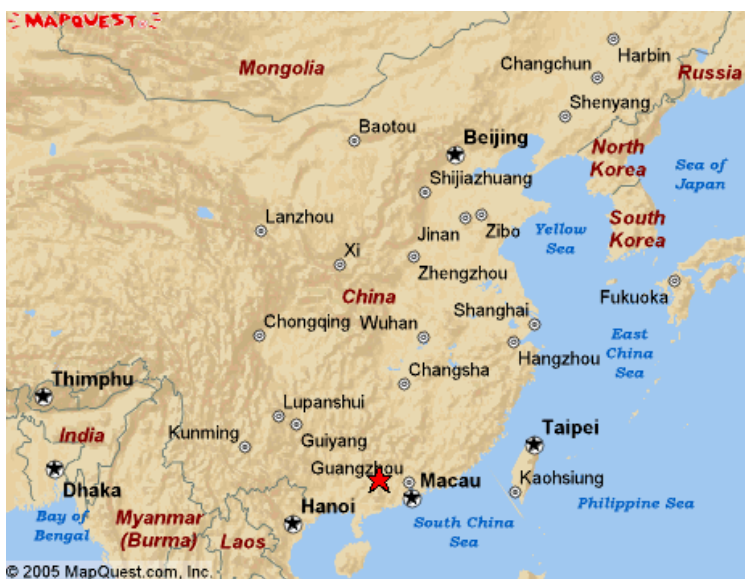 MAPQUEST
Mongolia
Harbin
Changchun
Russia
Shenyang
Baotou
Beijing
North
Korea
Sea of
Japan
Shijiazhuang
Lanzhou
Jinan
Zibo
Yellow
Sea
South
Korea
Xi
Zhengzhou
China
Shanghai
Fukuoka
Chongqing
Wuhan
Hangzhou
East
China
Sea
Changsha
Thimphu
Lupanshui
India
Kunming
Guiyang
Taipei
Guangzhou
Macau
Kaohsiung
Dhaka
Hanoi
Philippine Sea
Bay of
Bengal
Myanmar
(Burma)
Laos
South China
Sea
© 2005 MapQuest.com, Inc.